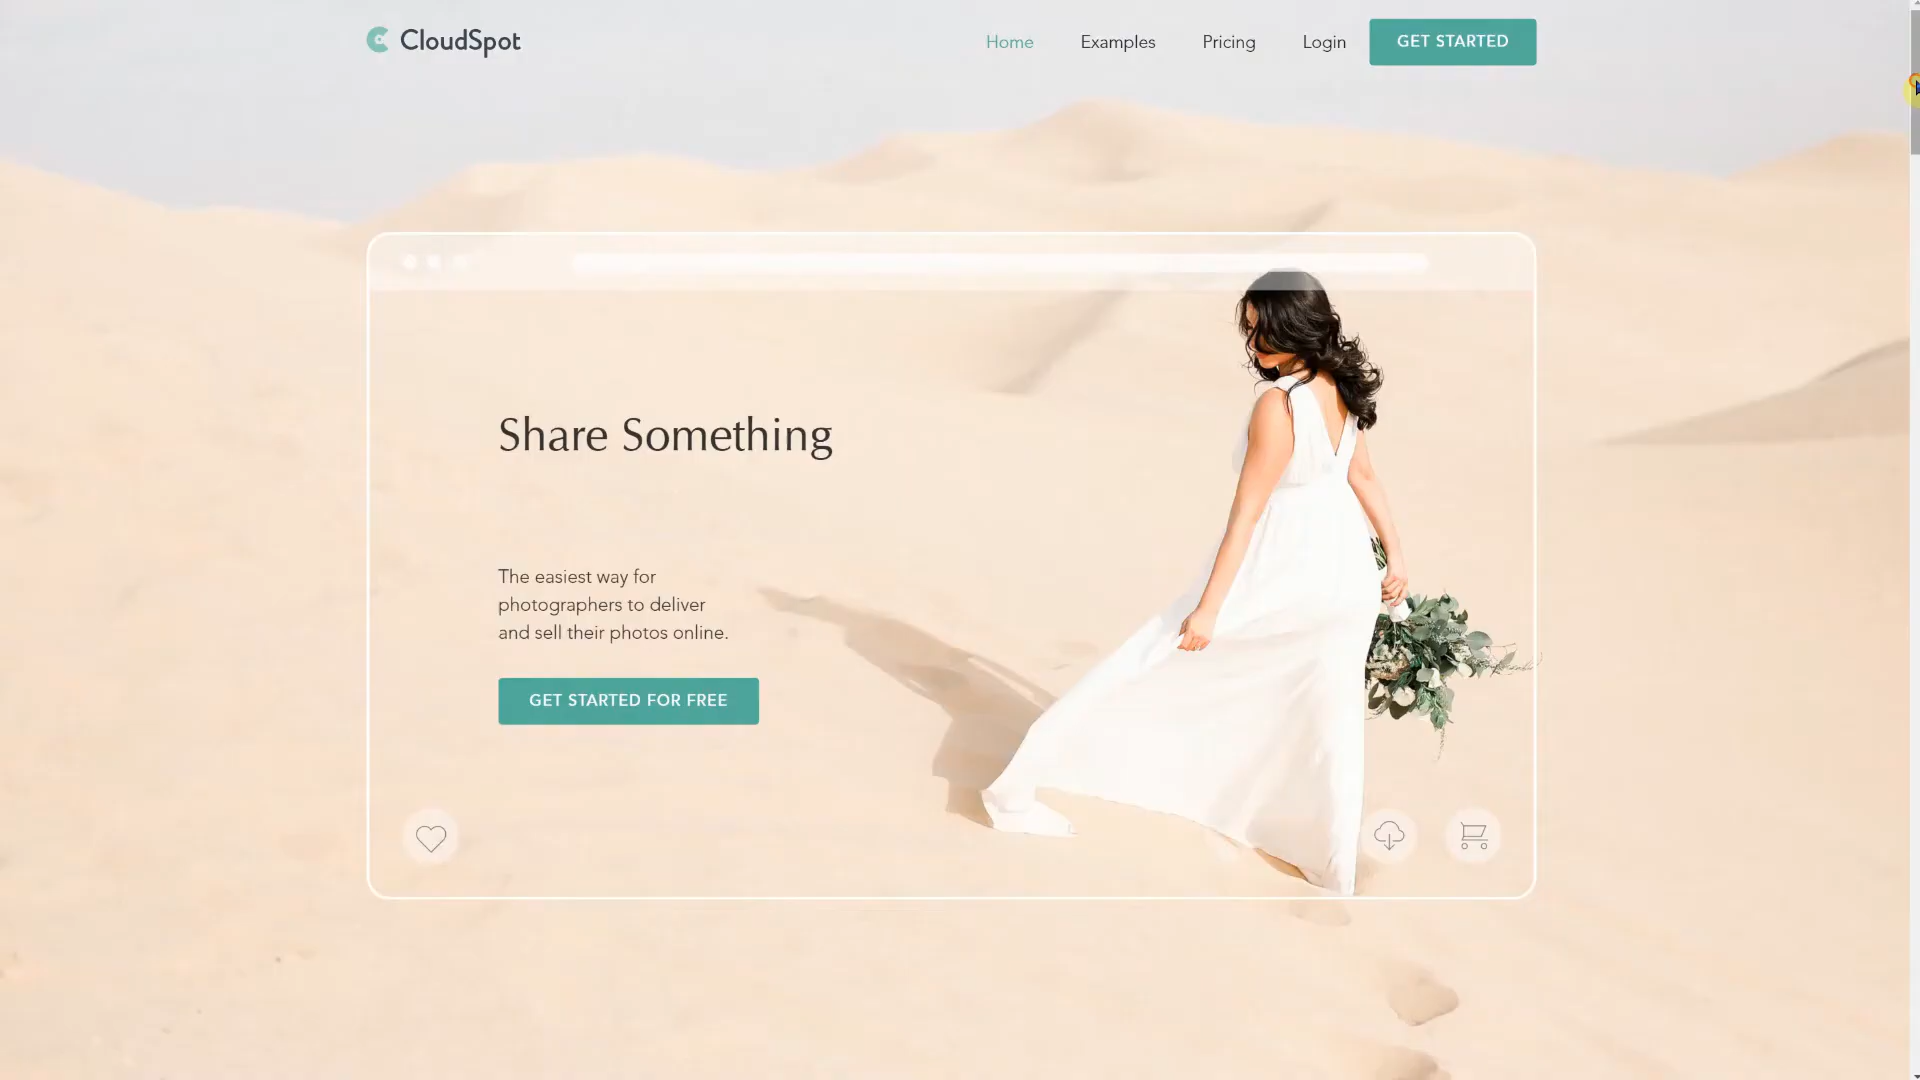 CloudSpot
Home
Examples
Pricing
Login
GET STARTED
Share Something
The easiest way for
photographers to deliver
and sell their photos online.
GET STARTED FOR FREE